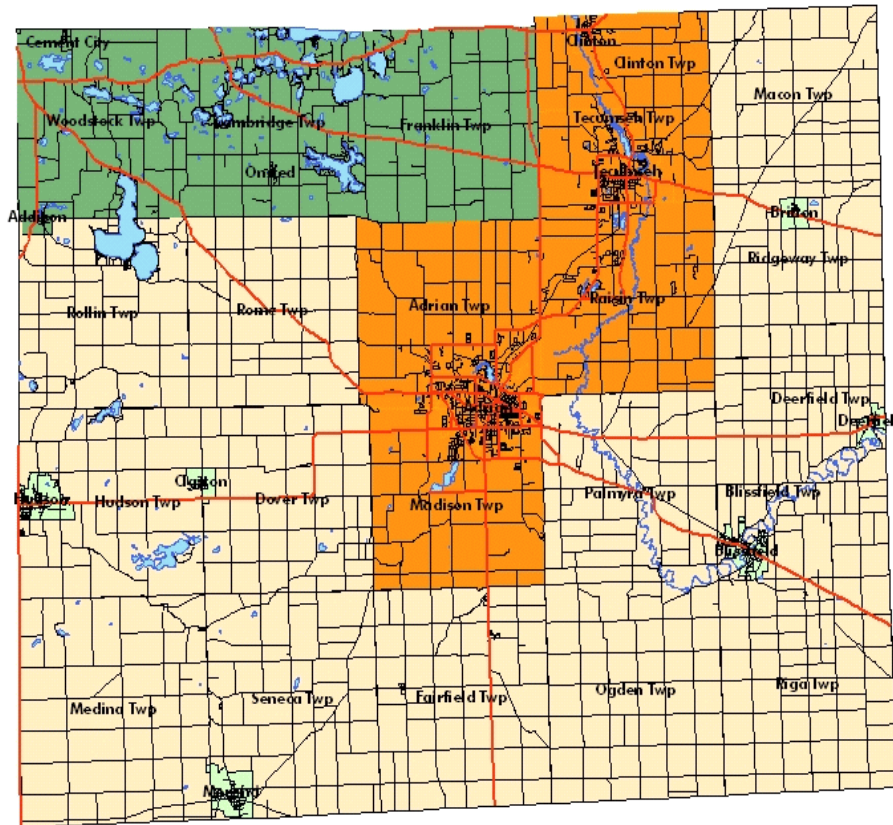 Cement City
Clinton
Clinton Twp
Macon Twp
Woodstock Twp
Cambridge Twp
Franklin Twp
Tecumseh Twp
Onsted
Tecumseh
Addison
Britton
Ridgeway Twp
Rollin Twp
Rome Twp
Adrian Twp
Raisin Twp
Deerfield Twp
Deerfield
Clayton
Hudson
Hudson Twp
Dover Twp
Madison Twp
Palmyra Twp
Blissfield Twp
Blissfield
Medina Twp
Seneca Twp
Fairfield Twp
Ogden Twp
Riga Twp